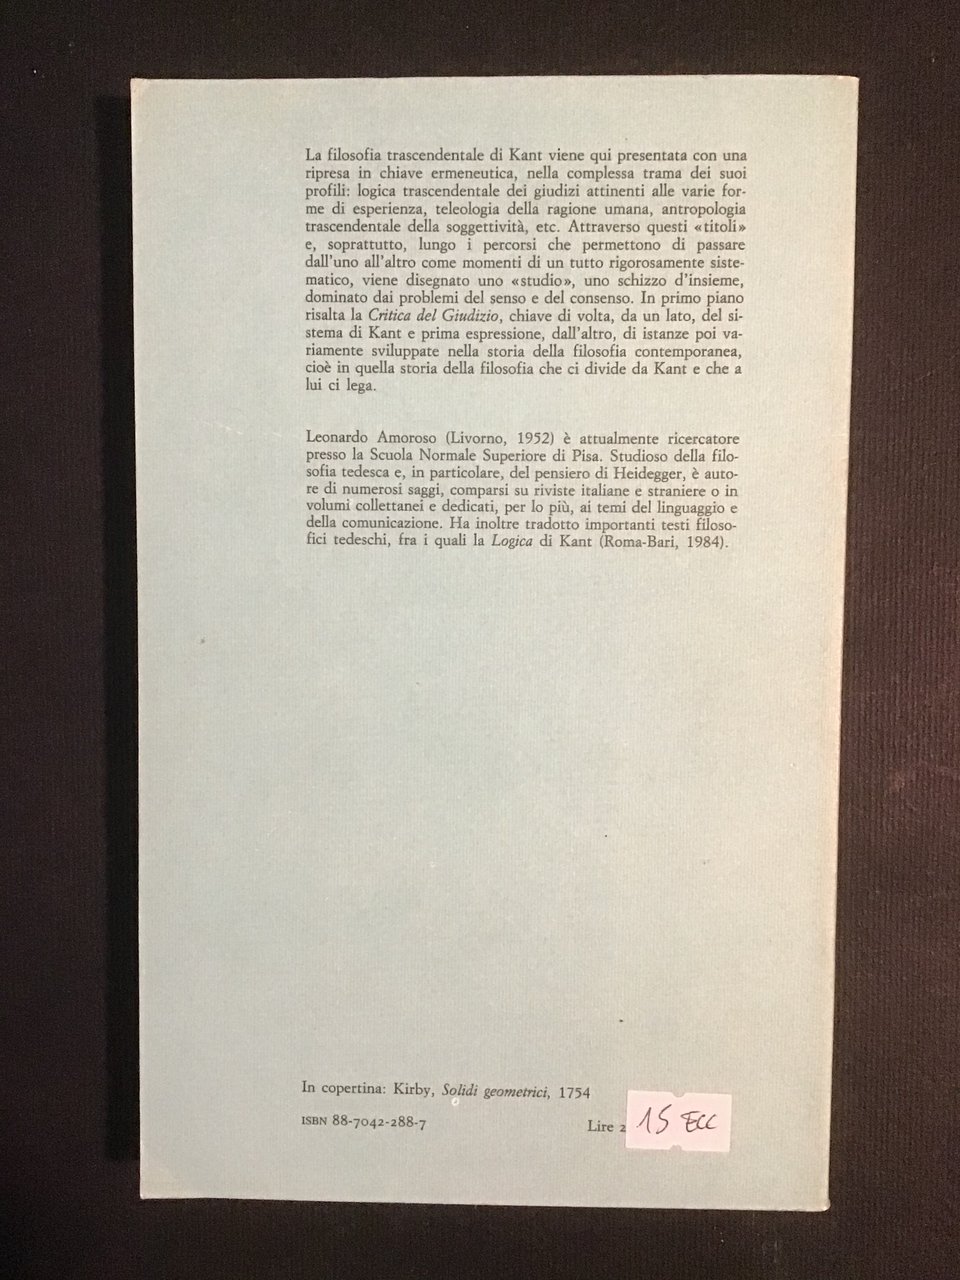 La filosofia trascendentale di Kant viene qui presentata con una
ripresa in chiave ermeneutica, nella complessa trama dei suoi
profili: logica trascendentale dei giudizi attinenti alle varie for-
me di esperienza, teleologia della ragione umana, antropologia
trascendentale della soggettività, etc. Attraverso questi «titoli»
e, soprattutto, lungo i percorsi che permettono di passare
dall'uno all'altro come momenti di un tutto rigorosamente siste-
matico, viene disegnato uno «studio», uno schizzo d'insieme,
dominato dai problemi del senso e del consenso. In primo piano
risalta la Critica del Giudizio, chiave di volta, da un lato, del si-
stema di Kant e prima espressione, dall'altro, di istanze poi va-
riamente sviluppate nella storia della filosofia contemporanea,
cioè in quella storia della filosofia che ci divide da Kant e che a
lui ci lega.
Leonardo Amoroso (Livorno, 1952) è attualmente ricercatore
presso la Scuola Normale Superiore di Pisa. Studioso della filo-
sofia tedesca e, in particolare, del pensiero di Heidegger, è auto-
re di numerosi saggi, comparsi su riviste italiane e straniere o in
volumi collettanei e dedicati, per lo più, ai temi del linguaggio e
della comunicazione. Ha inoltre tradotto importanti testi filoso-
fici tedeschi, fra i quali la Logica di Kant (Roma-Bari, 1984).
In copertina: Kirby, Solidi geometrici, 1754
ISBN 88-7042-288-7
Lire 2
15 ECC